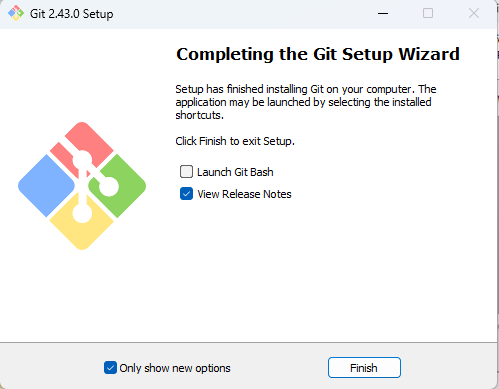 Git 2.43.0 Setup
Completing the Git Setup Wizard
Setup has finished installing Git on your computer. The
application may be launched by selecting the installed
shortcuts.
Click Finish to exit Setup.
Launch Git Bash
View Release Notes
Only show new options
Finish